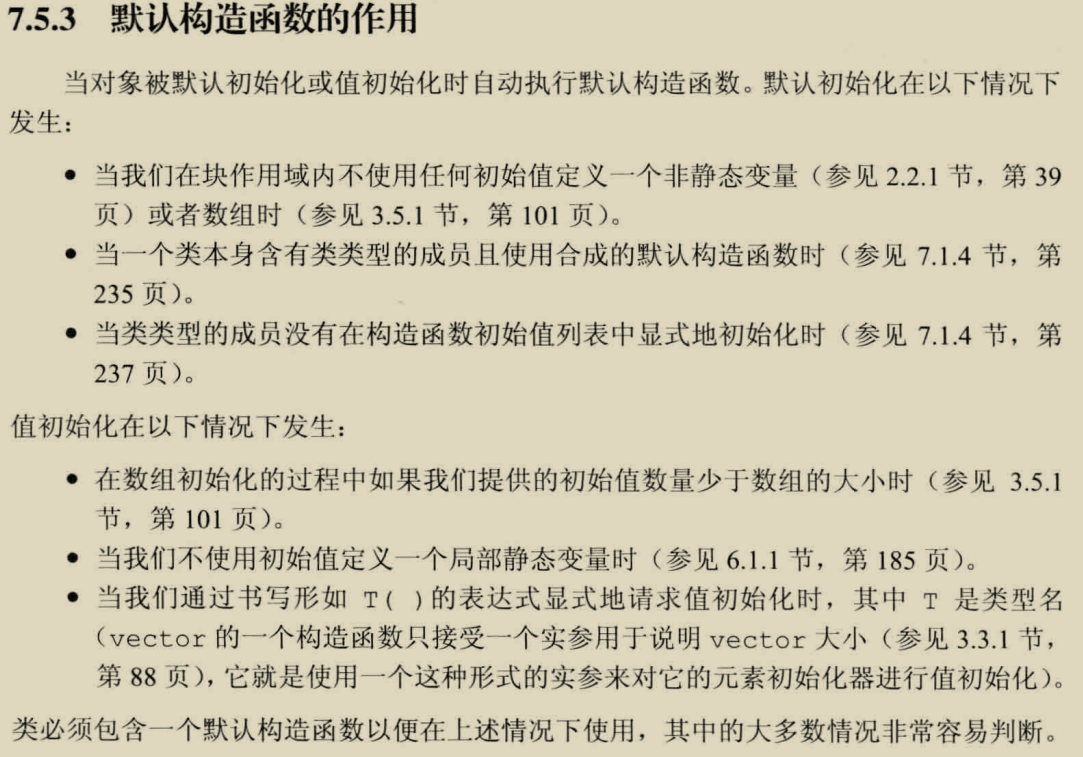 7.5.3 默认构造函数的作用
当对象被默认初始化或值初始化时自动执行默认构造函数。默认初始化在以下情况下
发生：
● 当我们在块作用域内不使用任何初始值定义一个非静态变量（参见 2.2.1 节，第 39
页）或者数组时（参见 3.5.1 节，第 101 页）。
● 当一个类本身含有类类型的成员且使用合成的默认构造函数时（参见 7.1.4 节，第
235 页）。
● 当类类型的成员没有在构造函数初始值列表中显式地初始化时（参见 7.1.4 节，第
237 页）。
值初始化在以下情况下发生：
● 在数组初始化的过程中如果我们提供的初始值数量少于数组的大小时（参见 3.5.1
节，第 101 页）。
● 当我们不使用初始值定义一个局部静态变量时（参见 6.1.1 节，第 185 页）。
● 当我们通过书写形如 T( )的表达式显式地请求值初始化时，其中 T 是类型名
（vector 的一个构造函数只接受一个实参用于说明 vector 大小（参见 3.3.1 节，
第 88 页），它就是使用一个这种形式的实参来对它的元素初始化器进行值初始化）。
类必须包含一个默认构造函数以便在上述情况下使用，其中的大多数情况非常容易判断。